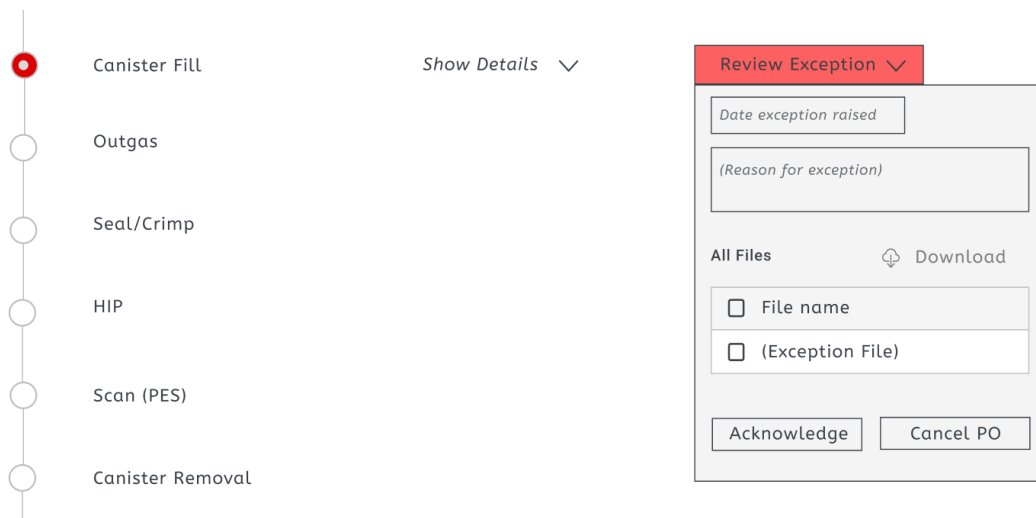 Canister Fill
Show Details
Review Exception
Date exception raised
(Reason for exception)
Outgas
Seal/Crimp
All Files
Download
HIP
File name
(Exception File)
Scan (PES)
Acknowledge
Cancel PO
Canister Removal